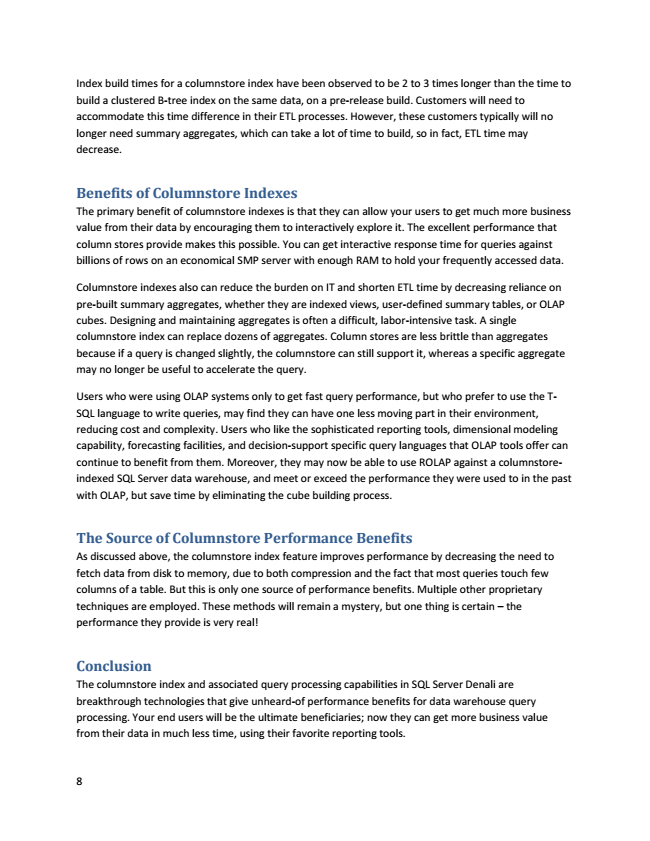 Index build times for a columnstore index have been observed to be 2 to 3 times longer than the time to
build a clustered B-tree index on the same data, on a pre-release build. Customers will need to
accommodate this time difference in their ETL processes. However, these customers typically will no
longer need summary aggregates, which can take a lot of time to build, so in fact, ETL time may
decrease.
Benefits of Columnstore Indexes
The primary benefit of columnstore indexes is that they can allow your users to get much more business
value from their data by encouraging them to interactively explore it. The excellent performance that
column stores provide makes this possible. You can get interactive response time for queries against
billions of rows on an economical SMP server with enough RAM to hold your frequently accessed data.
Columnstore indexes also can reduce the burden on IT and shorten ETL time by decreasing reliance on
pre-built summary aggregates, whether they are indexed views, user-defined summary tables, or OLAP
cubes. Designing and maintaining aggregates is often a difficult, labor-intensive task. A single
columnstore index can replace dozens of aggregates. Column stores are less brittle than aggregates
because if a query is changed slightly, the columnstore can still support it, whereas a specific aggregate
may no longer be useful to accelerate the query.
Users who were using OLAP systems only to get fast query performance, but who prefer to use the T-
SQL language to write queries, may find they can have one less moving part in their environment,
reducing cost and complexity. Users who like the sophisticated reporting tools, dimensional modeling
capability, forecasting facilities, and decision-support specific query languages that OLAP tools offer can
continue to benefit from them. Moreover, they may now be able to use ROLAP against a columnstore-
indexed SQL Server data warehouse, and meet or exceed the performance they were used to in the past
with OLAP, but save time by eliminating the cube building process.
The Source of Columnstore Performance Benefits
As discussed above, the columnstore index feature improves performance by decreasing the need to
fetch data from disk to memory, due to both compression and the fact that most queries touch few
columns of a table. But this is only one source of performance benefits. Multiple other proprietary
techniques are employed. These methods will remain a mystery, but one thing is certain – the
performance they provide is very real!
Conclusion
The columnstore index and associated query processing capabilities in SQL Server Denali are
breakthrough technologies that give unheard-of performance benefits for data warehouse query
processing. Your end users will be the ultimate beneficiaries; now they can get more business value
from their data in much less time, using their favorite reporting tools.
8